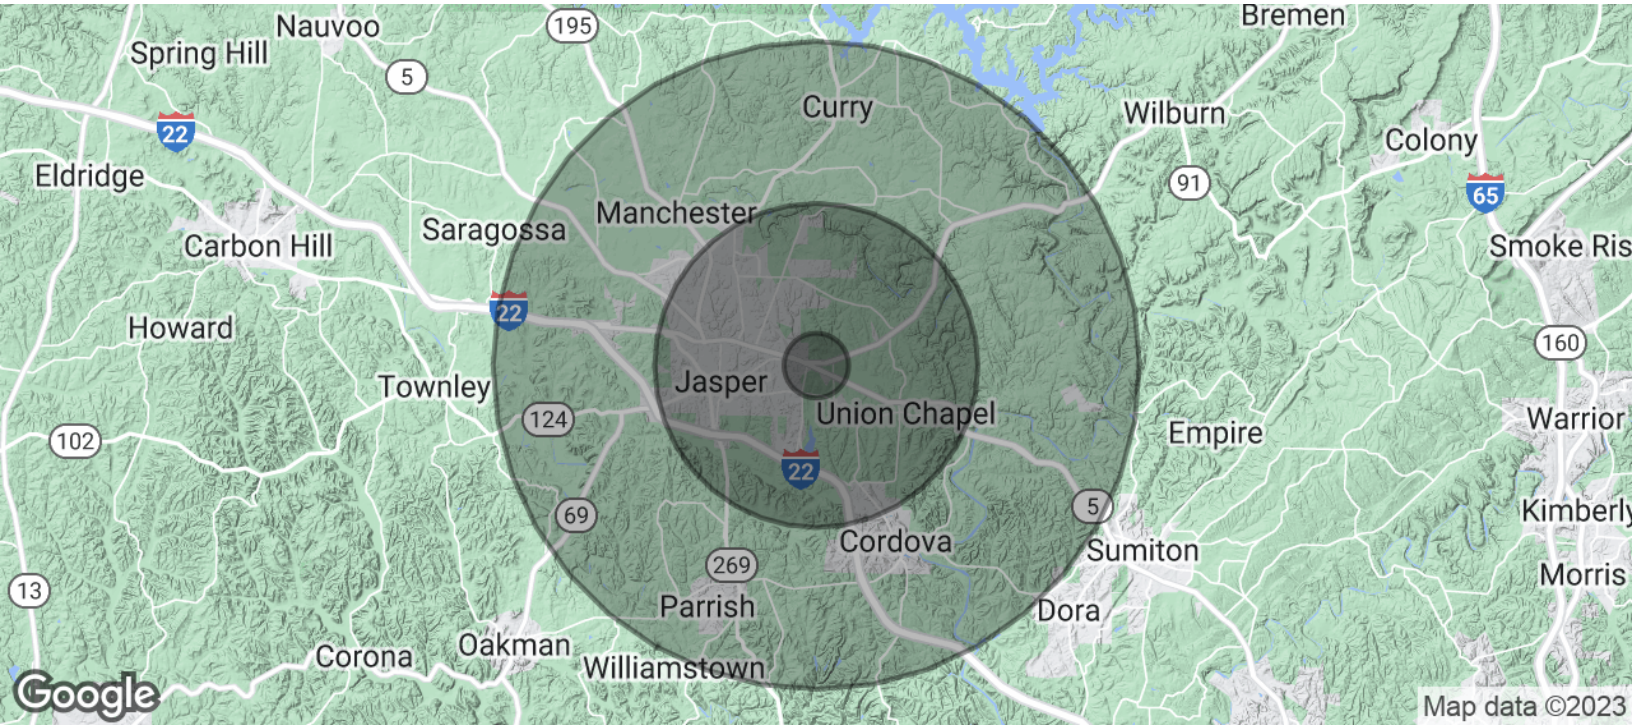 Bremen
Nauvoo
195
Spring Hill
5
Curry
Wilburn
22
Colony
Eldridge
91
65
Manchester
Saragossa
Carbon Hill
Smoke Ris
22
Howard
160
Jasper
Townley
Union Chapel
124
Warrior
Empire
102
22
5
69
Kimberly
Cordova
Sumiton
269
Morris
13
Parrish
Dora
Oakman
Corona
Williamstown
Google
Map data ©2023